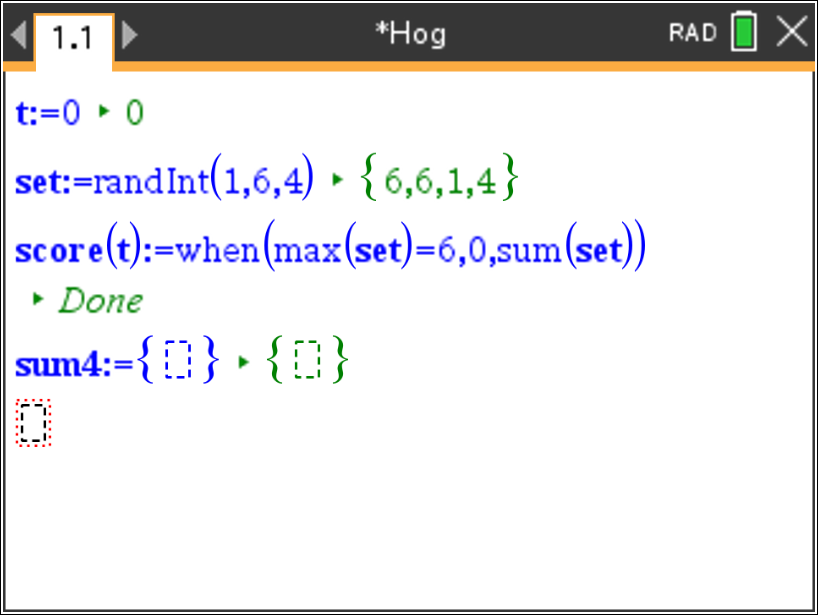 1.1 *Hog RAD
t:=0 ▸ 0
set:=randInt(1,6,4) ▸ {6,6,1,4}
score(t):=when(max(set)=6,0,sum(set))
▸ Done
sum4:={▯} ▸ {▯}